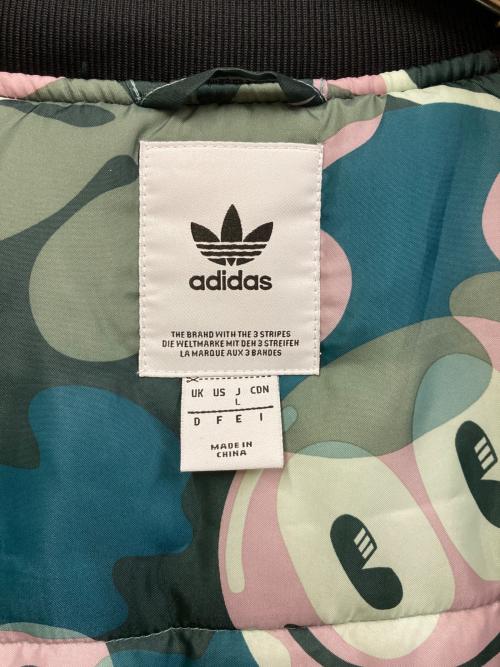 adidas
THE BRAND WITH THE 3 STRIPES
DIE WELTMARKE MIT DEN 3 STREIFEN
LA MARQUE AUX 3 BANDES
UK US J CDN
L
D F E I
MADE IN
CHINA